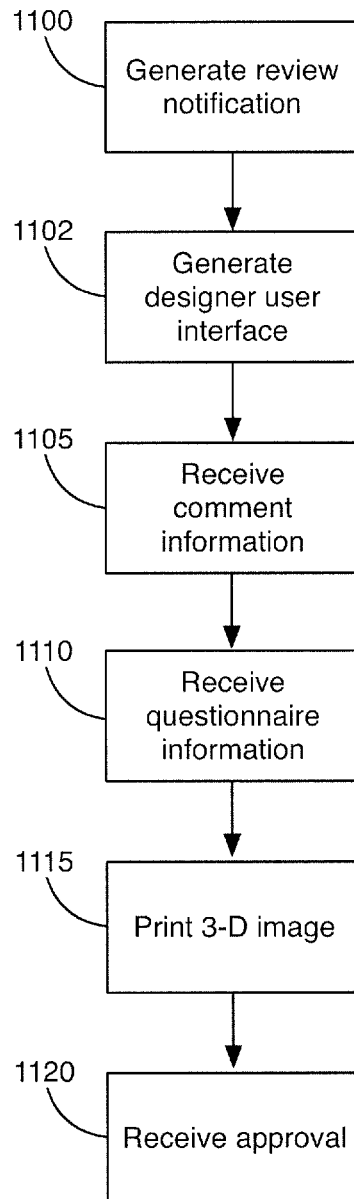 1100
Generate review
notification
1102
Generate
designer user
interface
1105
Receive
comment
information
1110
Receive
questionnaire
information
1115
Print 3-D image
1120
Receive approval